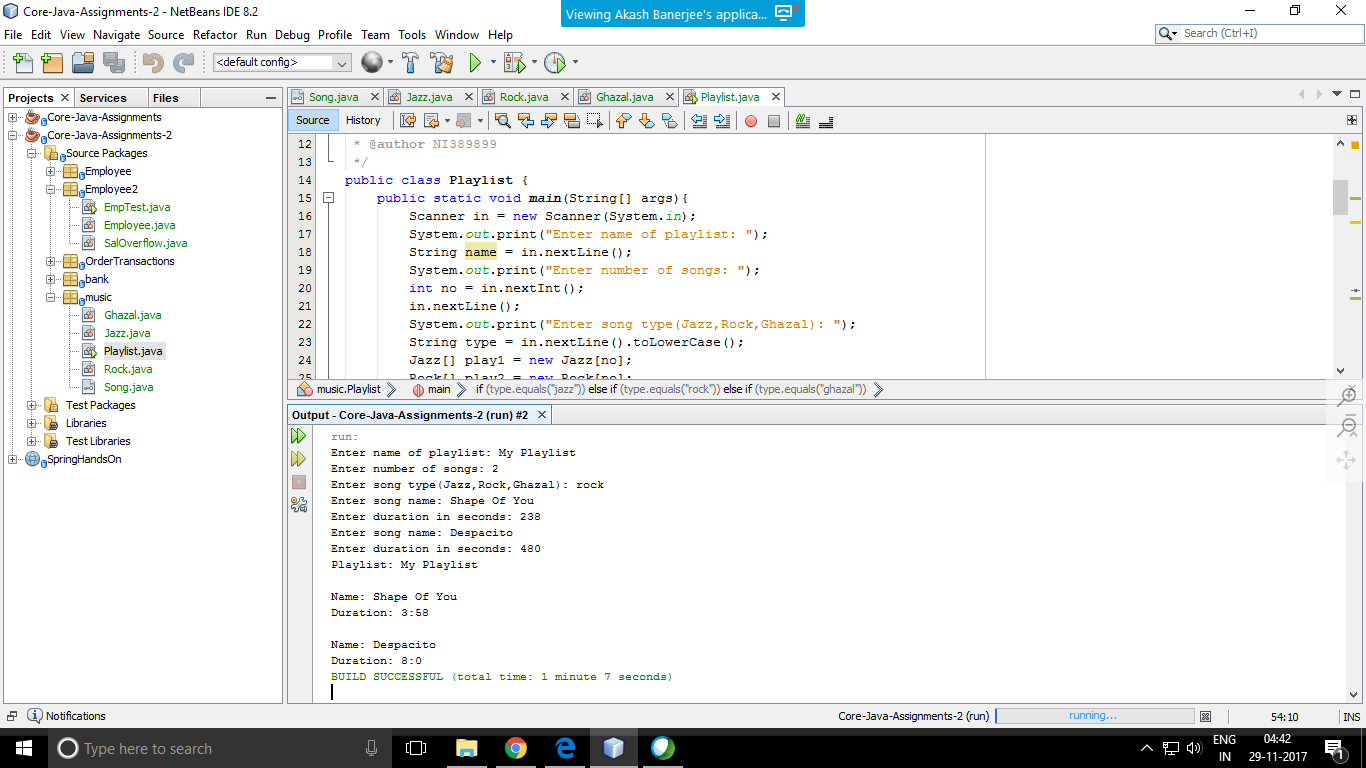 Core-Java-Assignments-2 - NetBeans IDE 8.2
Viewing Akash Banerjee's applica...
File Edit View Navigate Source Refactor Run Debug Profile Team Tools Window Help
Search (Ctrl+I)
<default config>
Projects Services Files
Core-Java-Assignments
Core-Java-Assignments-2
Source Packages
Employee
Employee2
EmpTest.java
Employee.java
SalOverflow.java
OrderTransactions
bank
music
Ghazal.java
Jazz.java
Playlist.java
Rock.java
Song.java
Test Packages
Libraries
Test Libraries
SpringHandsOn
Song.java Jazz.java Rock.java Ghazal.java Playlist.java
Source History
12 * @author NI389899
13 */
14 public class Playlist {
15 public static void main(String[] args){
16 Scanner in = new Scanner(System.in);
17 System.out.print("Enter name of playlist: ");
18 String name = in.nextLine();
19 System.out.print("Enter number of songs: ");
20 int no = in.nextInt();
21 in.nextLine();
22 System.out.print("Enter song type(Jazz,Rock,Ghazal): ");
23 String type = in.nextLine().toLowerCase();
24 Jazz[] play1 = new Jazz[no];
25 Rock[] play2 = new Rock[no];
music.Playlist main if (type.equals("jazz")) else if (type.equals("rock")) else if (type.equals("ghazal"))
Output - Core-Java-Assignments-2 (run) #2
run:
Enter name of playlist: My Playlist
Enter number of songs: 2
Enter song type(Jazz,Rock,Ghazal): rock
Enter song name: Shape Of You
Enter duration in seconds: 238
Enter song name: Despacito
Enter duration in seconds: 480
Playlist: My Playlist
Name: Shape Of You
Duration: 3:58
Name: Despacito
Duration: 8:0
BUILD SUCCESSFUL (total time: 1 minute 7 seconds)
Notifications
Core-Java-Assignments-2 (run) running... 54:10 INS
Type here to search
ENG
IN
04:42
29-11-2017
1